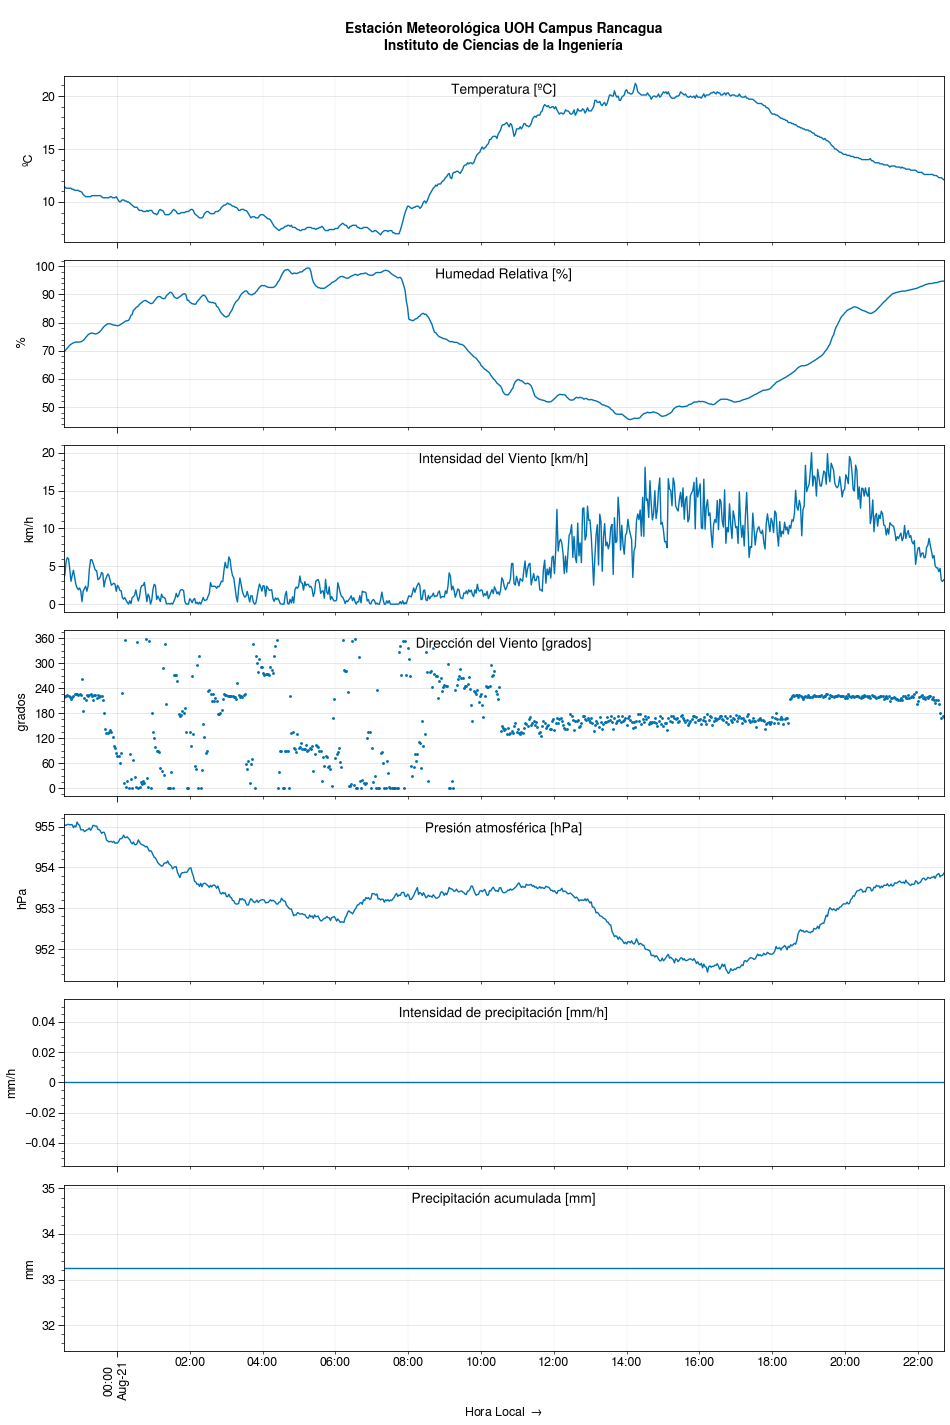 Estación Meteorológica UOH Campus Rancagua
Instituto de Ciencias de la Ingeniería
Temperatura [ºC]
ºC
20
15
10
Humedad Relativa [%]
%
100
90
80
70
60
50
Intensidad del Viento [km/h]
km/h
20
15
10
5
0
Dirección del Viento [grados]
grados
360
300
240
180
120
60
0
Presión atmosférica [hPa]
hPa
955
954
953
952
Intensidad de precipitación [mm/h]
mm/h
0.04
0.02
0
−0.02
−0.04
Precipitación acumulada [mm]
mm
35
34
33
32
00:00
Aug-21
02:00
04:00
06:00
08:00
10:00
12:00
14:00
16:00
18:00
20:00
22:00
Hora Local →